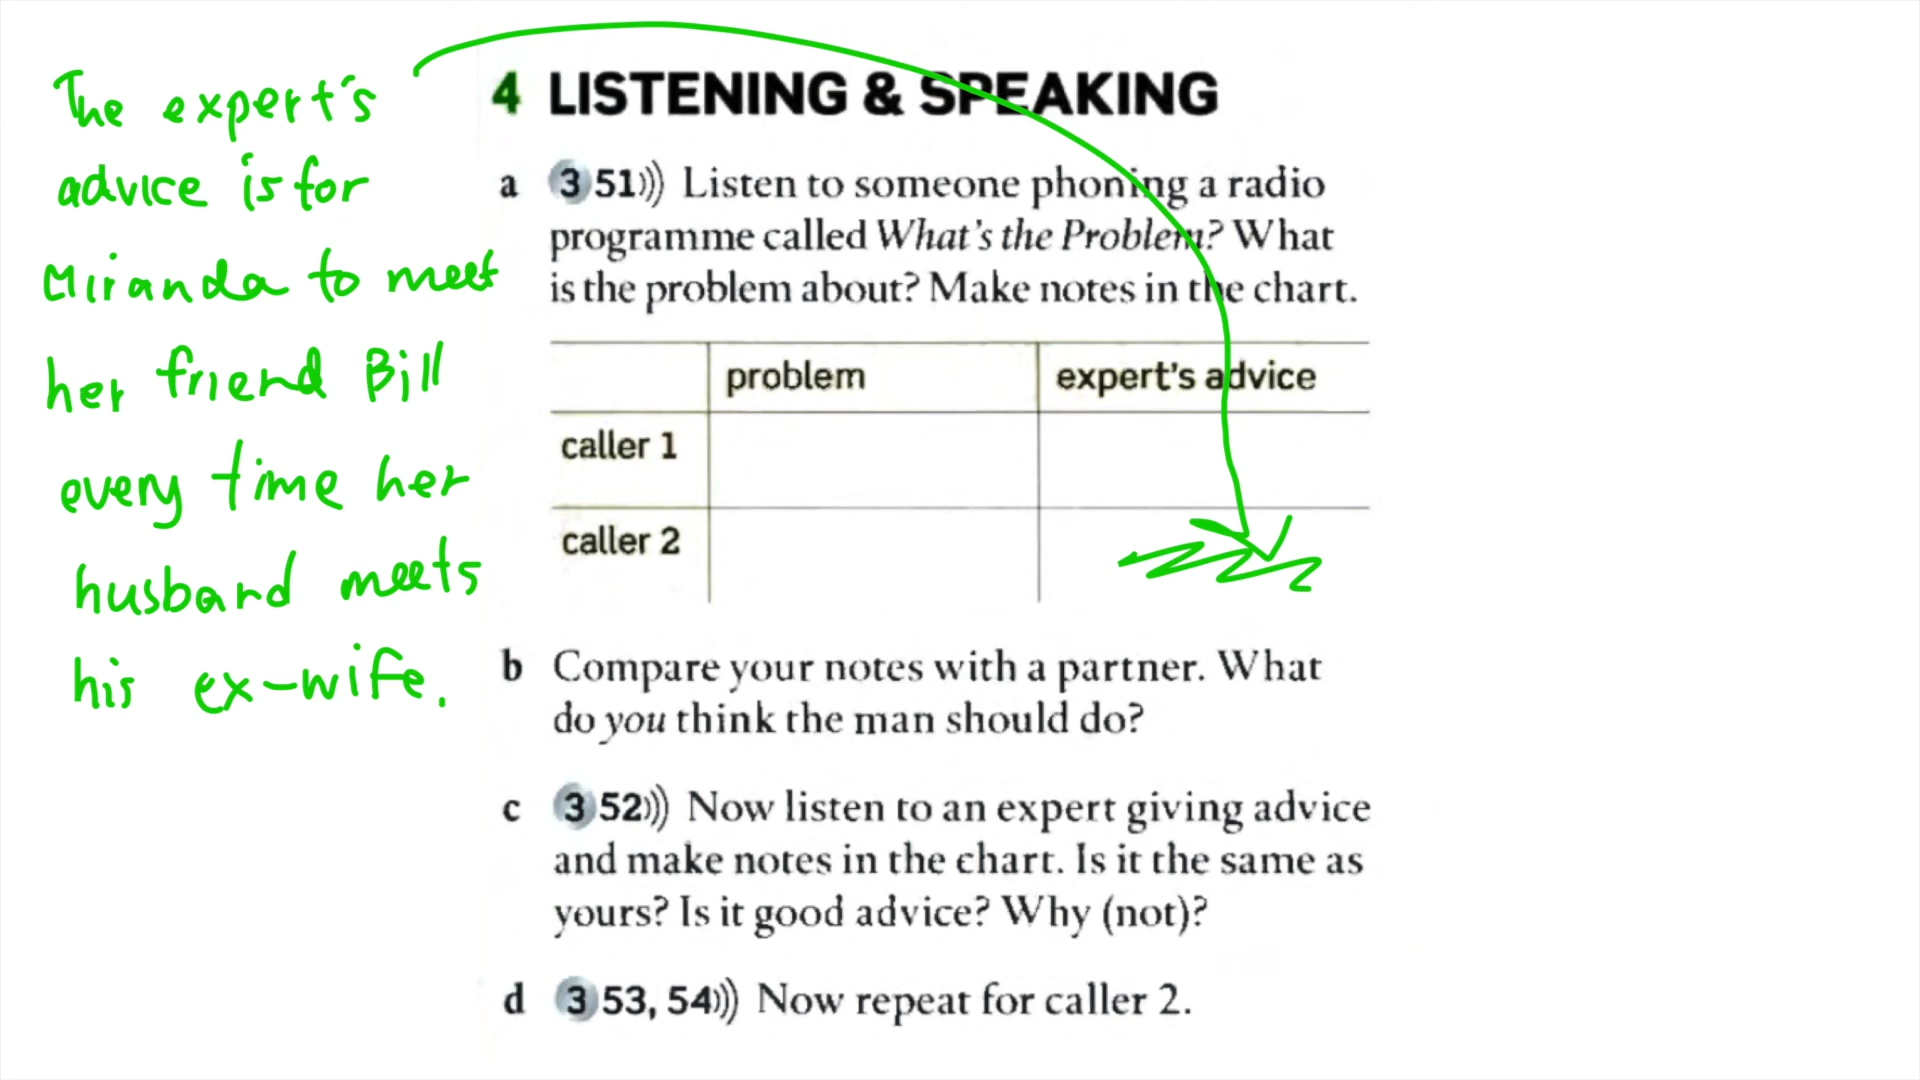 The expert's
advice is for
Miranda to meet
her friend Bill
every time her
husband meets
his ex-wife.
4 LISTENING & SPEAKING
a 3 51))) Listen to someone phoning a radio
programme called What's the Problem? What
is the problem about? Make notes in the chart.
problem expert's advice
caller 1
caller 2
b Compare your notes with a partner. What
do you think the man should do?
c 3 52))) Now listen to an expert giving advice
and make notes in the chart. Is it the same as
yours? Is it good advice? Why (not)?
d 3 53, 54))) Now repeat for caller 2.